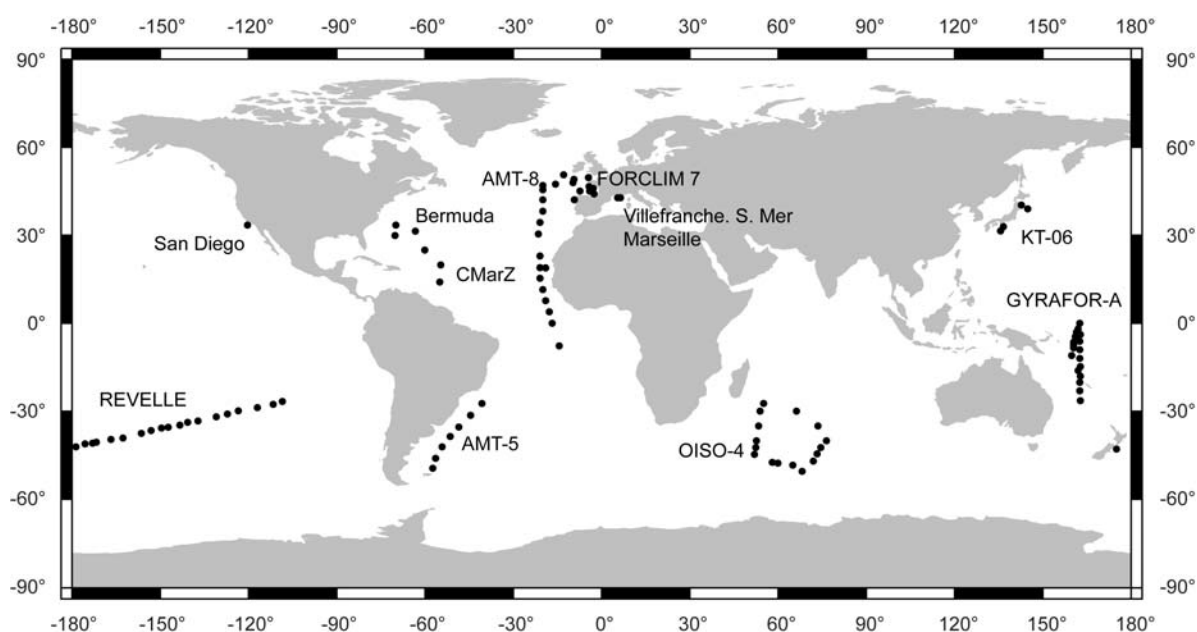 -180° -150° -120° -90° -60° -30° 0° 30° 60° 90° 120° 150° 180°
90° 90°
60° 60°
AMT-8 FORCLIM 7
Bermuda Villefranche. S. Mer
San Diego Marseille KT-06
30° 30°
CMarZ
GYRAFOR-A
0° 0°
REVELLE
-30° -30°
AMT-5 OISO-4
-60° -60°
-90° -90°
-180° -150° -120° -90° -60° -30° 0° 30° 60° 90° 120° 150° 180°